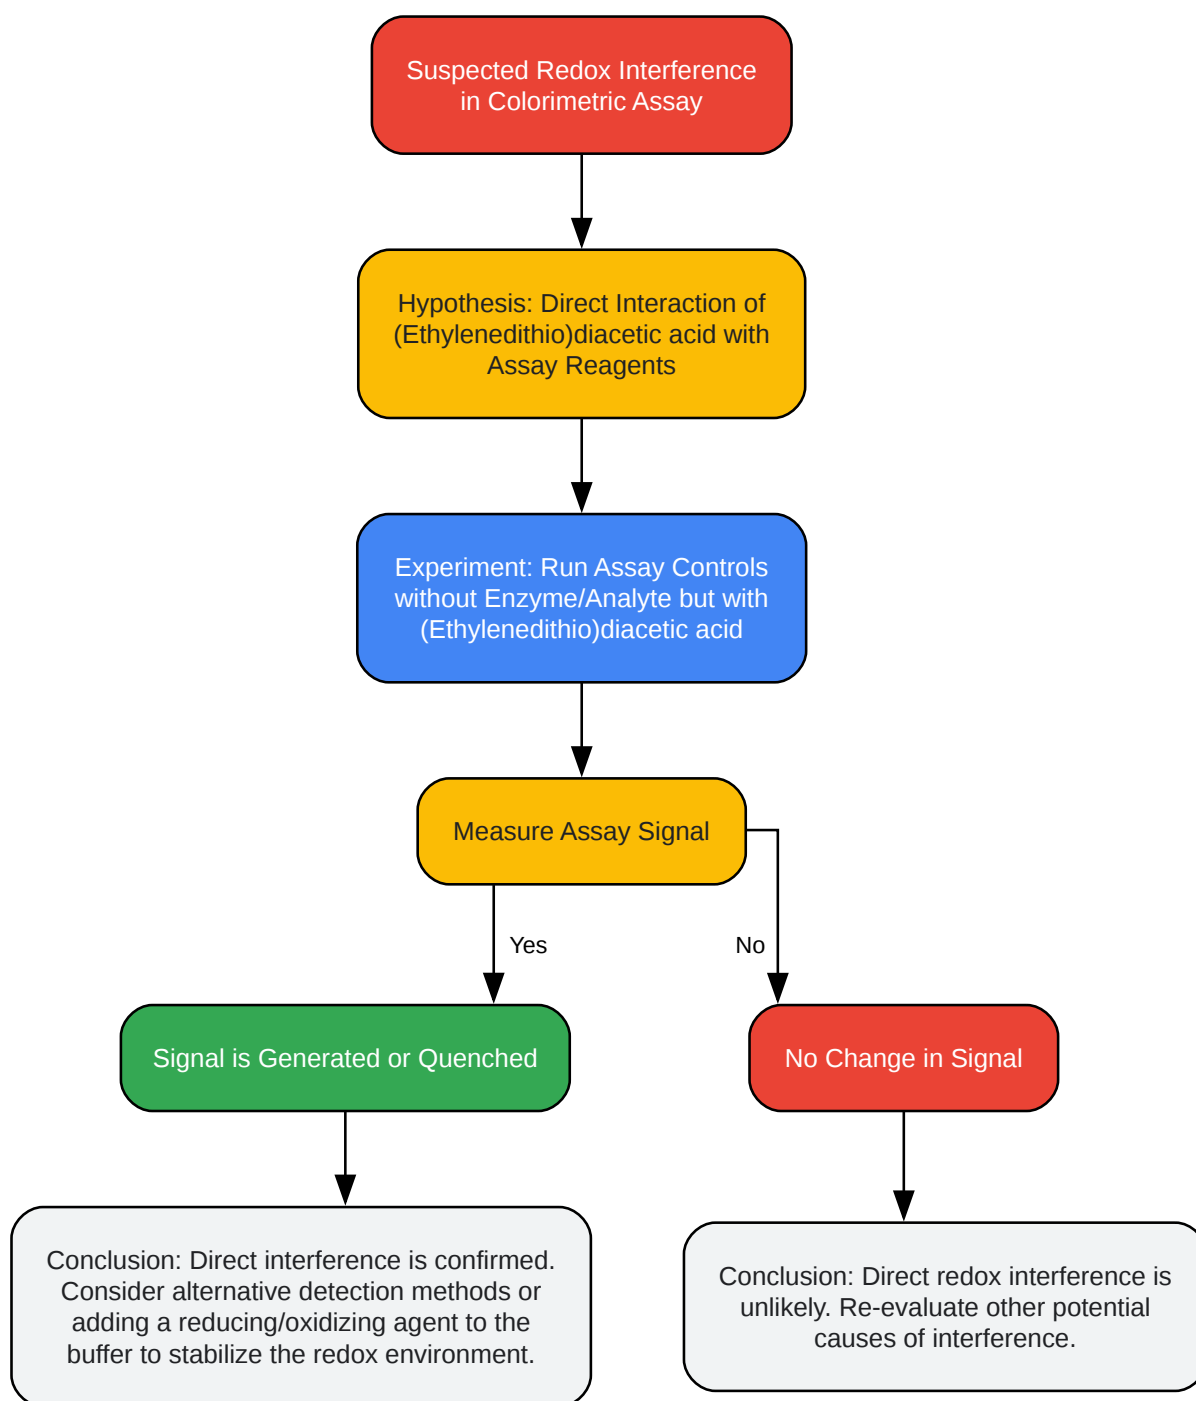 Suspected Redox Interference
in Colorimetric Assay
Hypothesis: Direct Interaction of
(Ethylenedithio)diacetic acid with
Assay Reagents
Experiment: Run Assay Controls
without Enzyme/Analyte but with
(Ethylenedithio)diacetic acid
Measure Assay Signal
Yes
No
Signal is Generated or Quenched
No Change in Signal
Conclusion: Direct interference is confirmed.
Consider alternative detection methods or
adding a reducing/oxidizing agent to the
buffer to stabilize the redox environment.
Conclusion: Direct redox interference is
unlikely. Re-evaluate other potential
causes of interference.